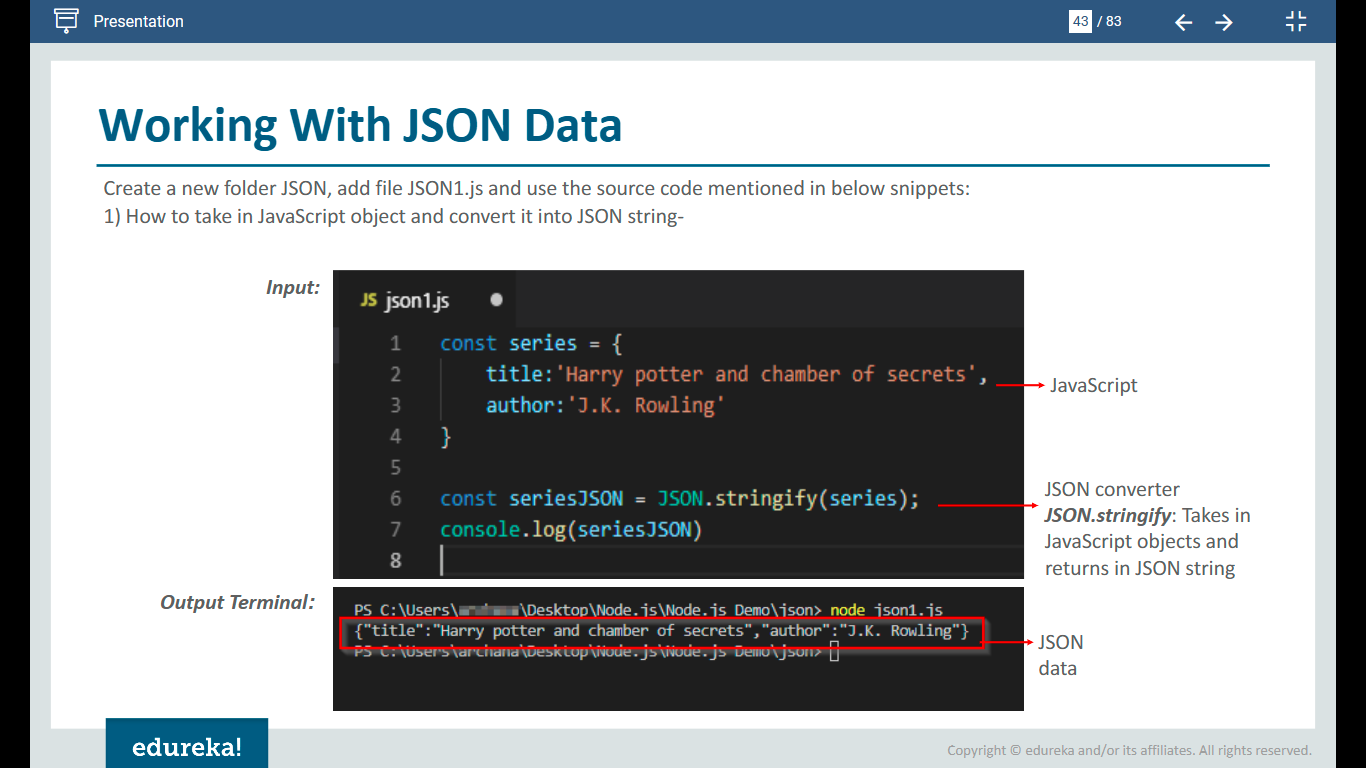 Presentation
43 / 83
Working With JSON Data
Create a new folder JSON, add file JSON1.js and use the source code mentioned in below snippets:
1) How to take in JavaScript object and convert it into JSON string-
Input:
JS json1.js
1 const series = {
2 title:'Harry potter and chamber of secrets',
3 author:'J.K. Rowling'
4 }
5
6 const seriesJSON = JSON.stringify(series);
7 console.log(seriesJSON)
8
JavaScript
JSON converter
JSON.stringify: Takes in
JavaScript objects and
returns in JSON string
Output Terminal:
PS C:\Users\ \Desktop\Node.js\Node.js Demo\json> node json1.js
{"title":"Harry potter and chamber of secrets","author":"J.K. Rowling"}
PS C:\Users\archana\Desktop\Node.js\Node.js Demo\json>
JSON
data
edureka!
Copyright © edureka and/or its affiliates. All rights reserved.